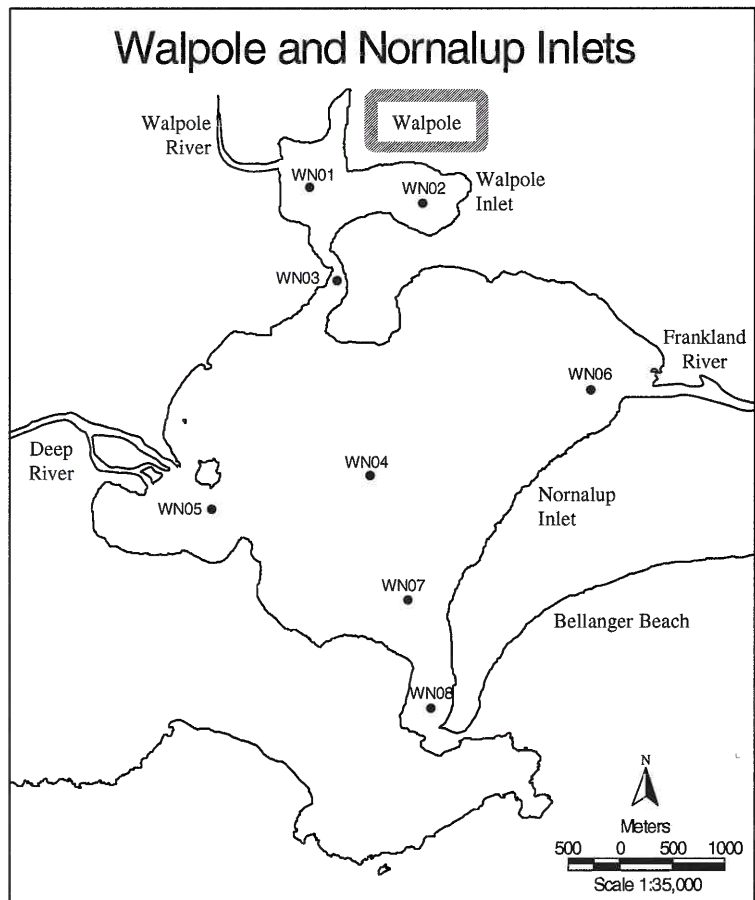 Walpole and Nornalup Inlets
Walpole
River
Walpole
WN01
WN02
Walpole
Inlet
WN03
Frankland
River
WN06
Deep
River
WN04
WN05
Nornalup
Inlet
WN07
Bellanger Beach
WN08
N
Meters
500 0 500 1000
Scale 1:35,000